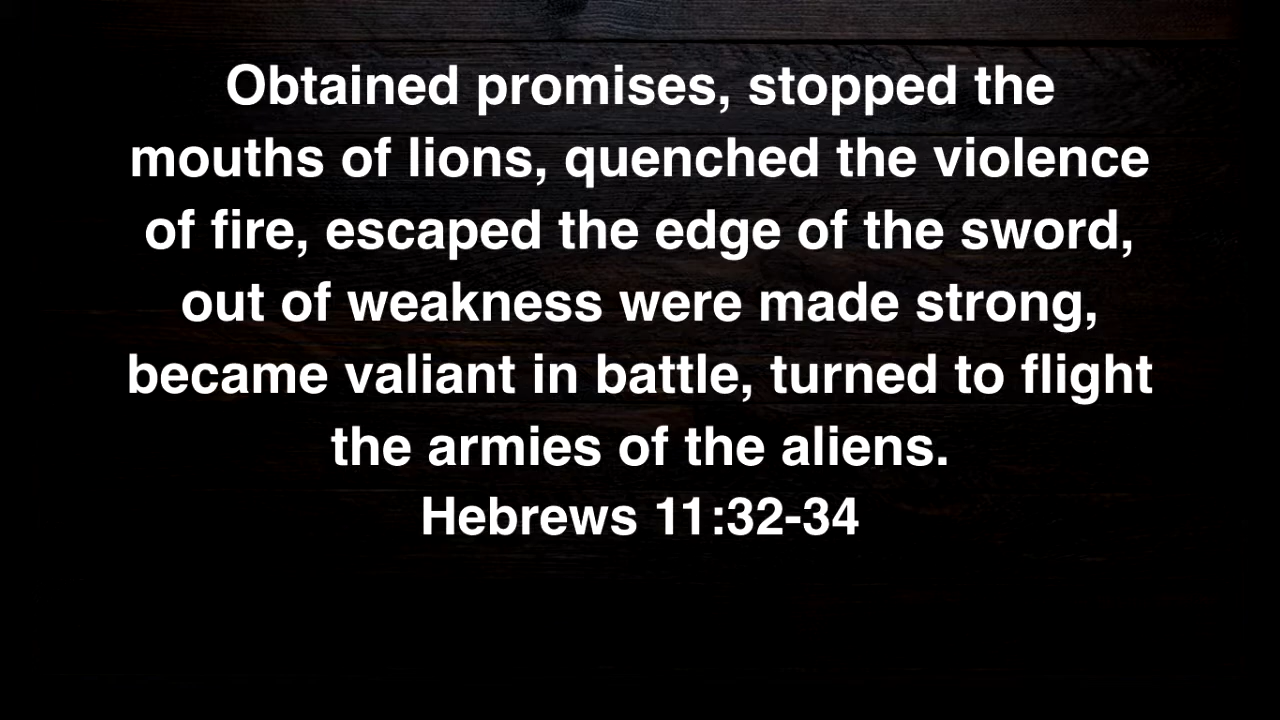 Obtained promises, stopped the
mouths of lions, quenched the violence
of fire, escaped the edge of the sword,
out of weakness were made strong,
became valiant in battle, turned to flight
the armies of the aliens.
Hebrews 11:32-34